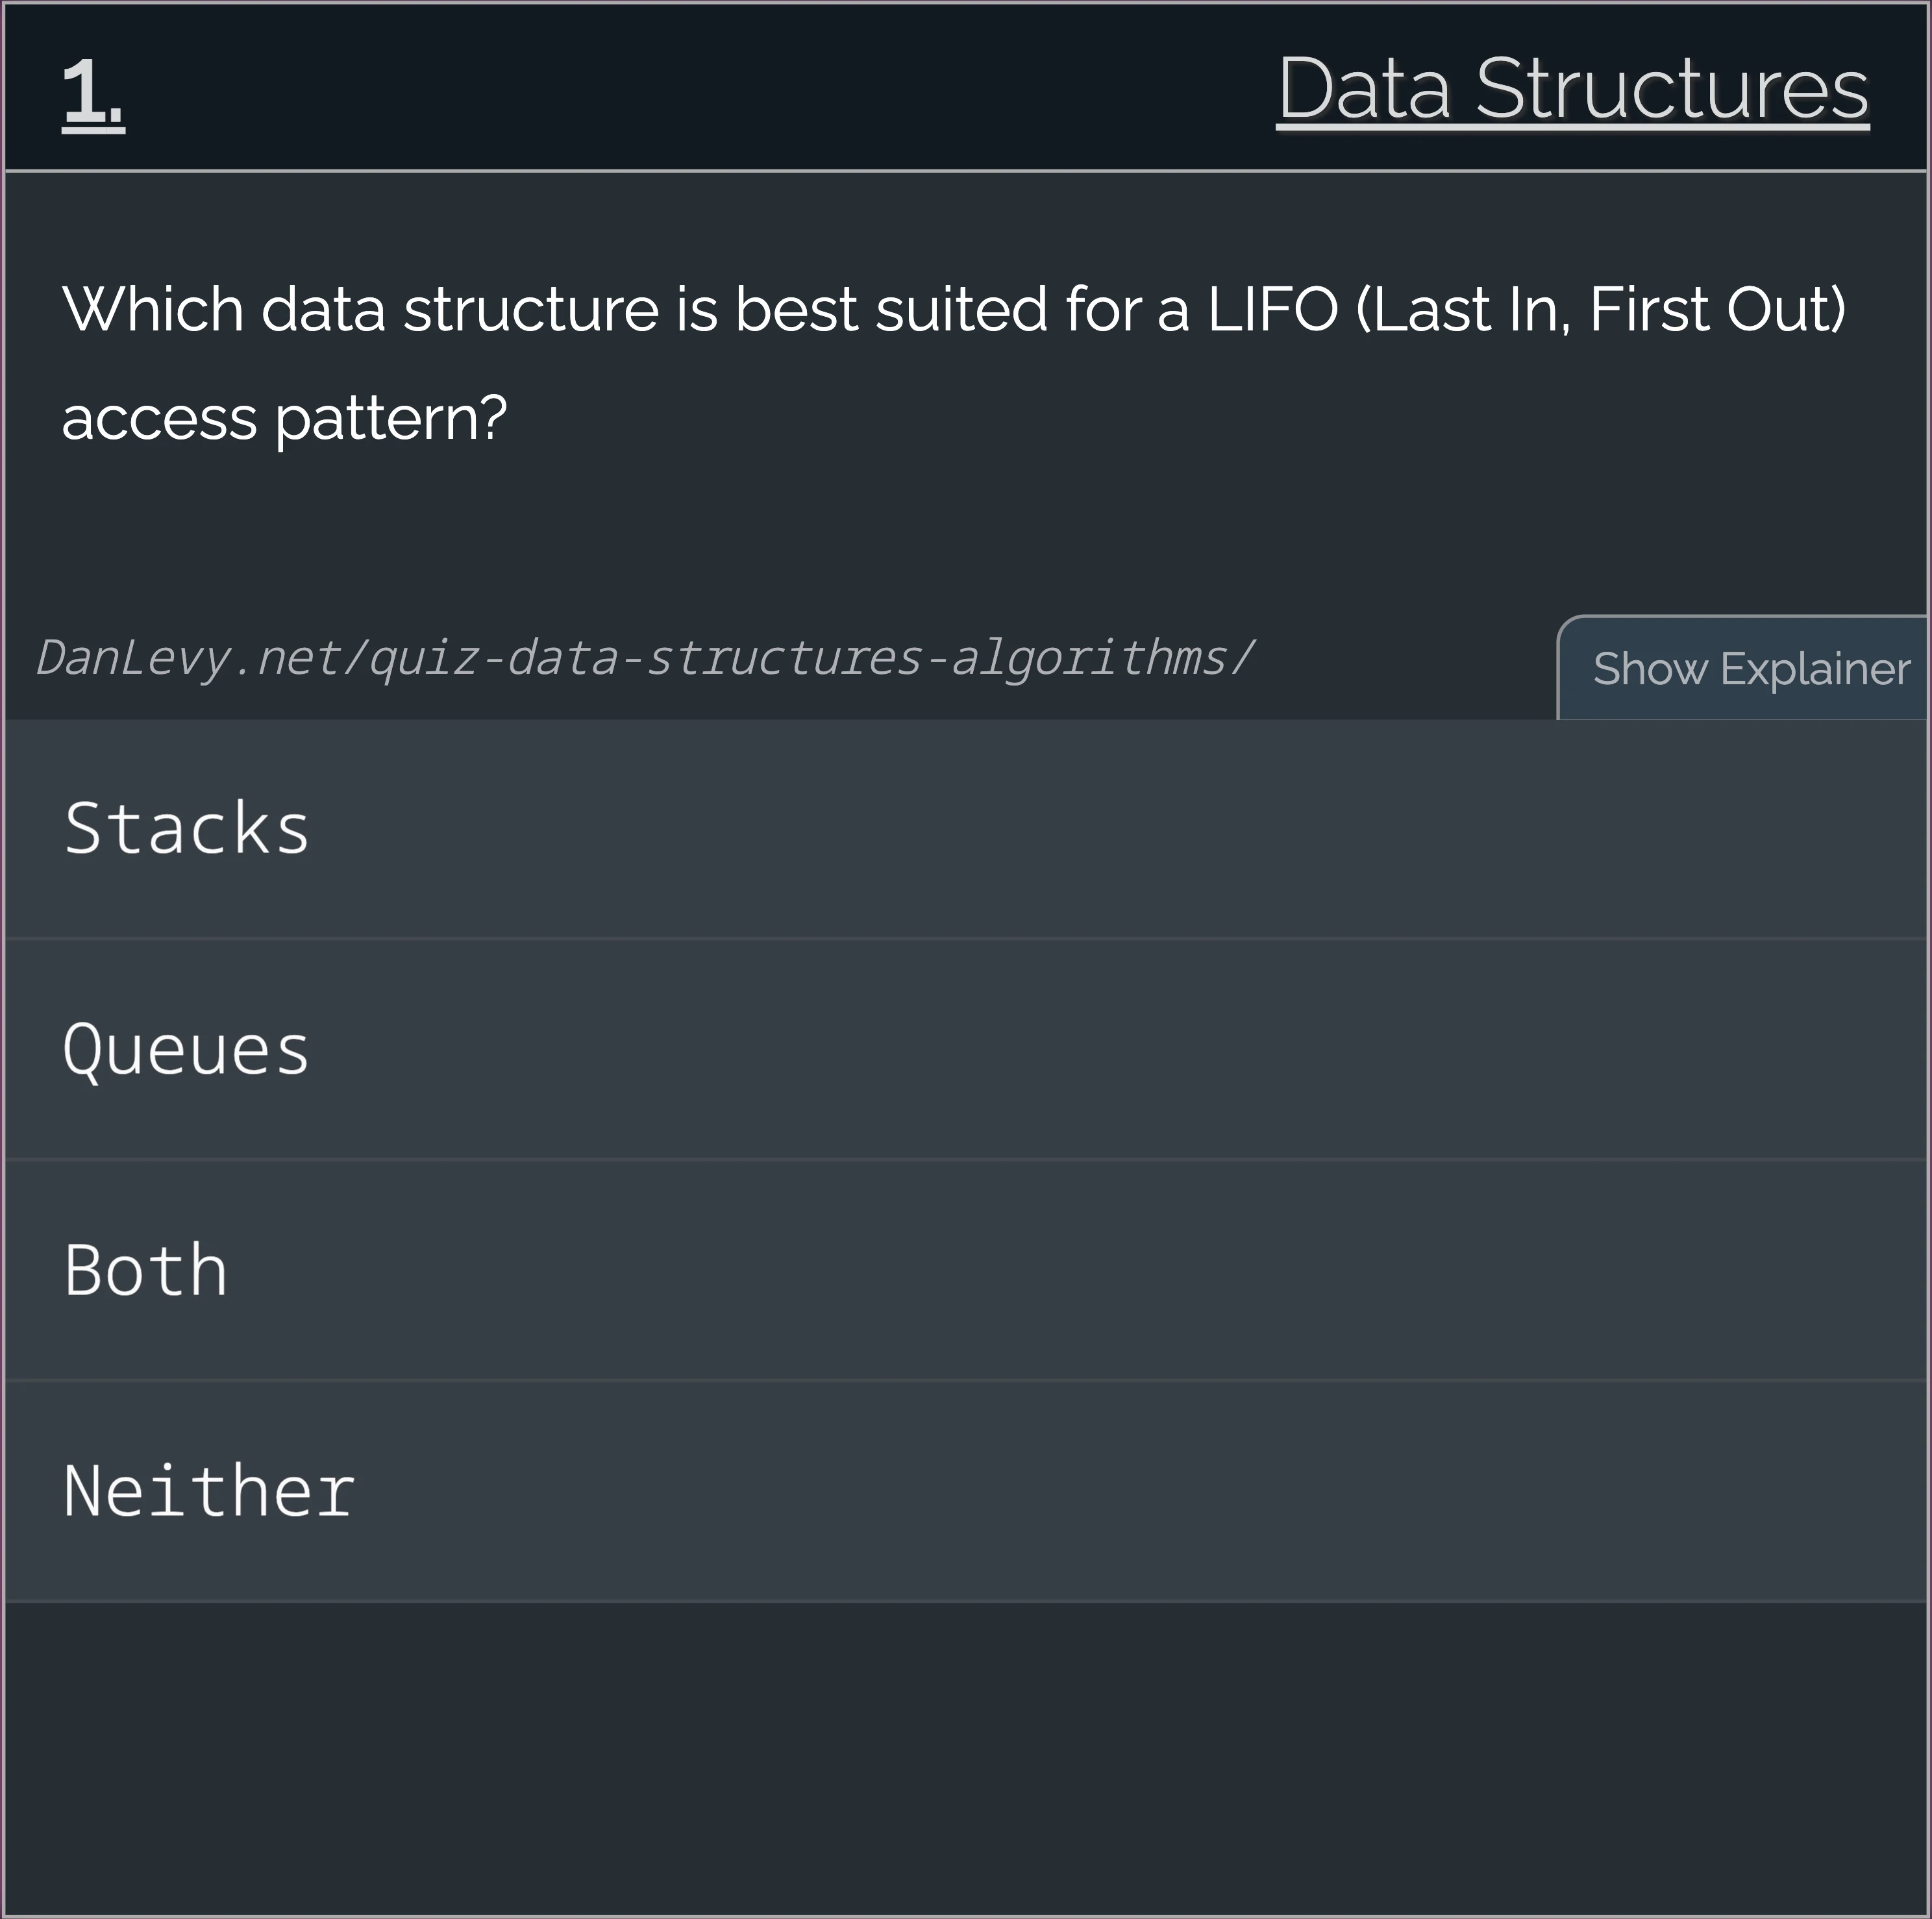 1.
Data Structures
Which data structure is best suited for a LIFO (Last In, First Out)
access pattern?
DanLevy.net/quiz-data-structures-algorithms/
Show Explainer
Stacks
Queues
Both
Neither